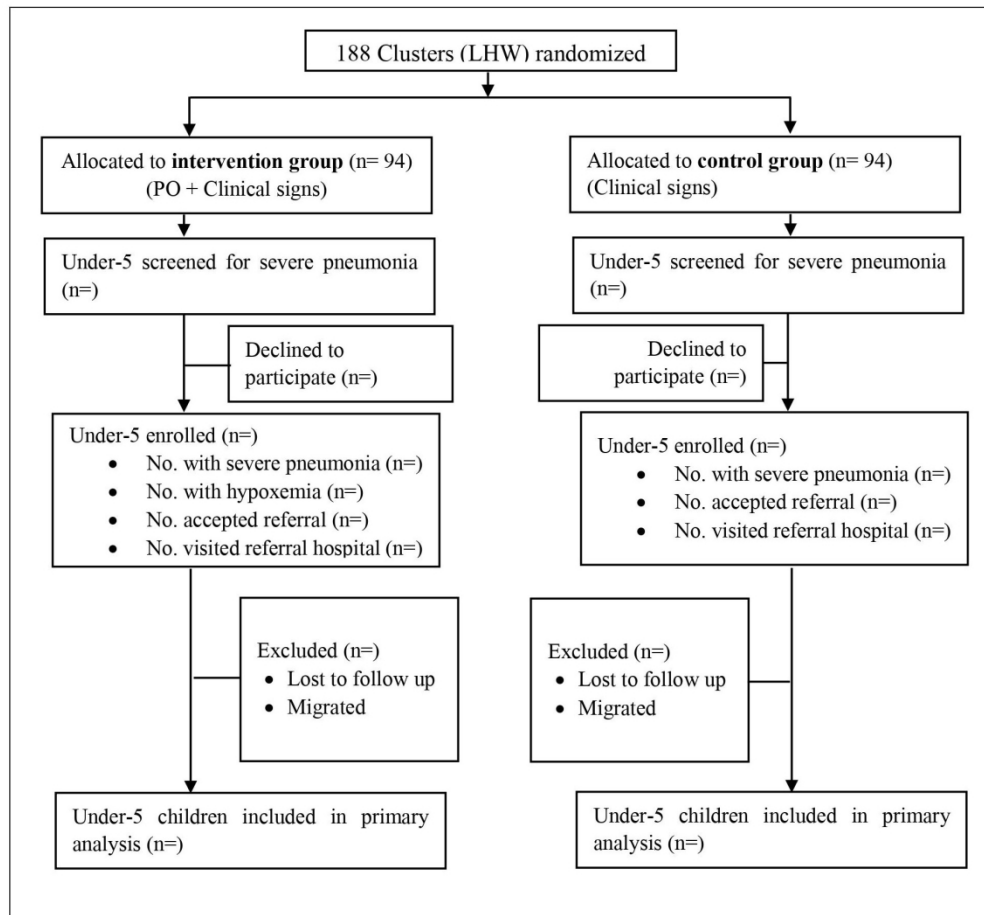 188 Clusters (LHW) randomized
Allocated to intervention group (n= 94)
(PO + Clinical signs)
Allocated to control group (n= 94)
(Clinical signs)
Under-5 screened for severe pneumonia
(n=)
Under-5 screened for severe pneumonia
(n=)
Declined to
participate (n=)
Declined to
participate (n=)
Under-5 enrolled (n=)
• No. with severe pneumonia (n=)
• No. with hypoxemia (n=)
• No. accepted referral (n=)
• No. visited referral hospital (n=)
Under-5 enrolled (n=)
• No. with severe pneumonia (n=)
• No. accepted referral (n=)
• No. visited referral hospital (n=)
Excluded (n=)
• Lost to follow up
• Migrated
Excluded (n=)
• Lost to follow up
• Migrated
Under-5 children included in primary
analysis (n=)
Under-5 children included in primary
analysis (n=)